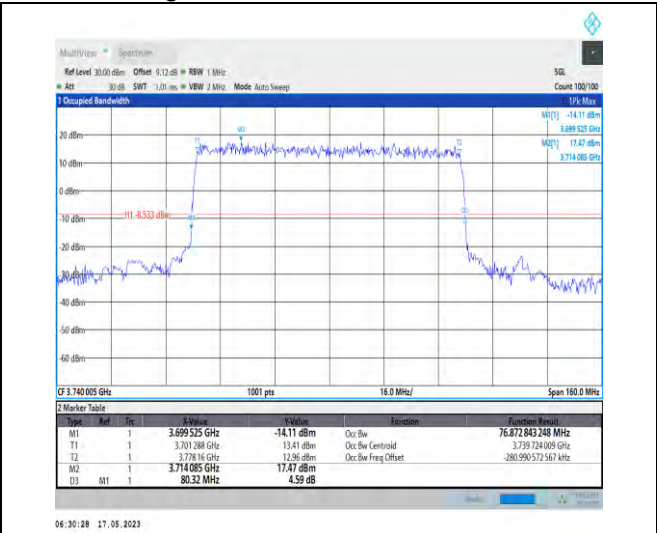 MultiView Spectrum
Ref Level 30.00 dBm Offset 9.12 dB RBW 1 MHz SGL
Att 30 dB SWT 1.01 ms VBW 2 MHz Mode Auto Sweep Count 100/100
1 Occupied Bandwidth 1Pk Max
M1[1] -14.11 dBm
3.699 525 GHz
M2[1] 17.47 dBm
3.714 085 GHz
M2
T1
T2
20 dBm
10 dBm
0 dBm
H1 -8.533 dBm
D3
-10 dBm
M1
-20 dBm
-30 dBm
-40 dBm
-50 dBm
-60 dBm
CF 3.740 005 GHz 1001 pts 16.0 MHz/ Span 160.0 MHz
2 Marker Table
Type Ref Trc X-Value Y-Value Function Function Result
M1 1 3.699 525 GHz -14.11 dBm Occ Bw 76.872 843 248 MHz
T1 1 3.701 288 GHz 13.41 dBm Occ Bw Centroid 3.739 724 009 GHz
T2 1 3.778 16 GHz 12.96 dBm Occ Bw Freq Offset -280.990 572 567 kHz
M2 1 3.714 085 GHz 17.47 dBm
D3 M1 1 80.32 MHz 4.59 dB
06:30:28 17.05.2023